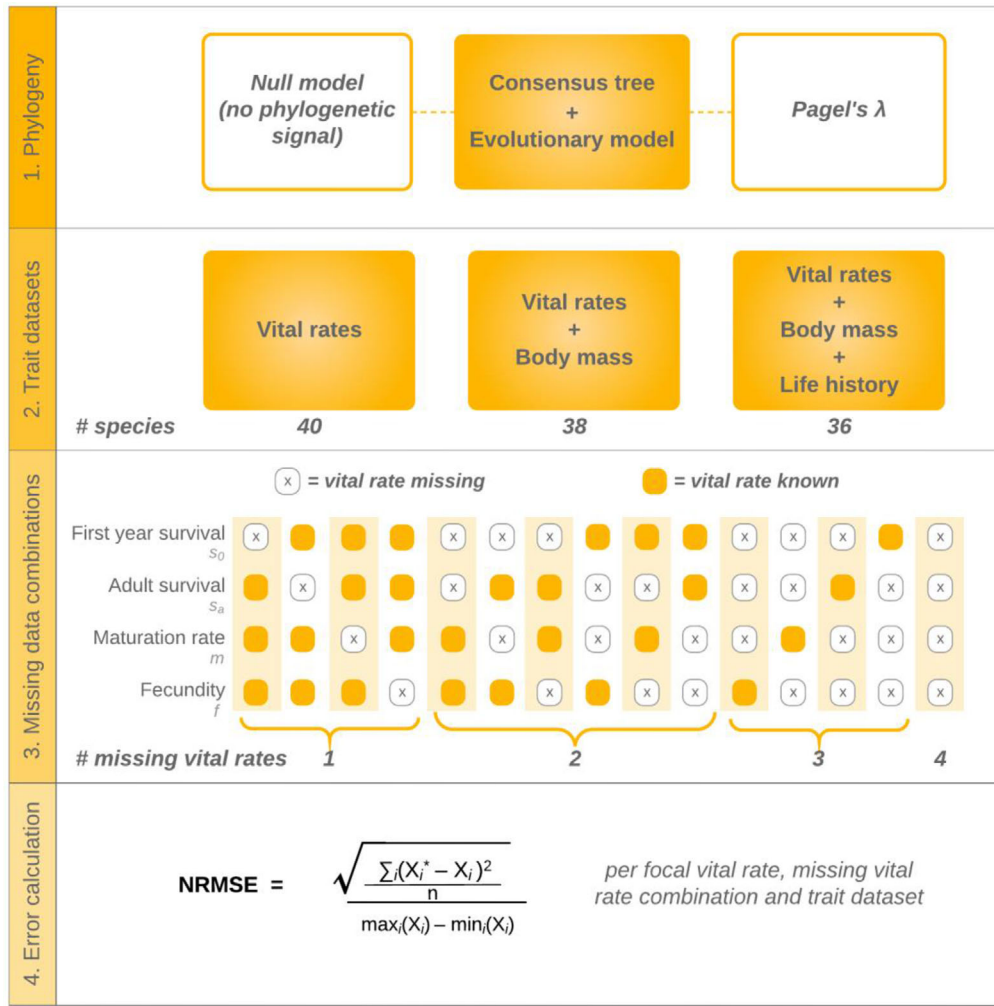 1. Phylogeny
Null model
(no phylogenetic
signal)
Consensus tree
+
Evolutionary model
Pagel's λ
2. Trait datasets
Vital rates
Vital rates
+
Body mass
Vital rates
+
Body mass
+
Life history
# species 40 38 36
3. Missing data combinations
x = vital rate missing = vital rate known
First year survival x x x x x x x x
s₀
Adult survival x x x x x x x x
sₐ
Maturation rate x x x x x x x x
m
Fecundity x x x x x x x x
f
# missing vital rates 1 2 3 4
4. Error calculation
NRMSE = √ ∑ᵢ(Xᵢ* − Xᵢ)²
n
maxᵢ(Xᵢ) − minᵢ(Xᵢ)
per focal vital rate, missing vital
rate combination and trait dataset